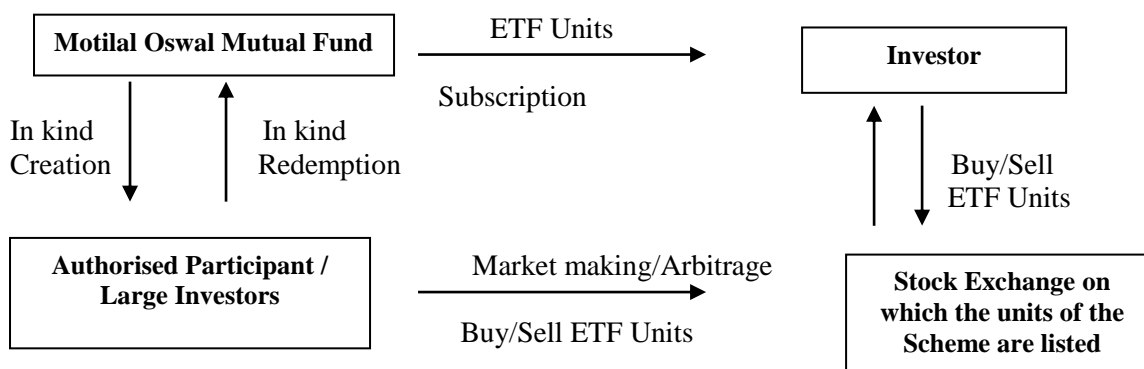 Motilal Oswal Mutual Fund
ETF Units
Subscription
Investor
In kind
Creation
In kind
Redemption
Buy/Sell
ETF Units
Authorised Participant /
Large Investors
Market making/Arbitrage
Buy/Sell ETF Units
Stock Exchange on
which the units of the
Scheme are listed